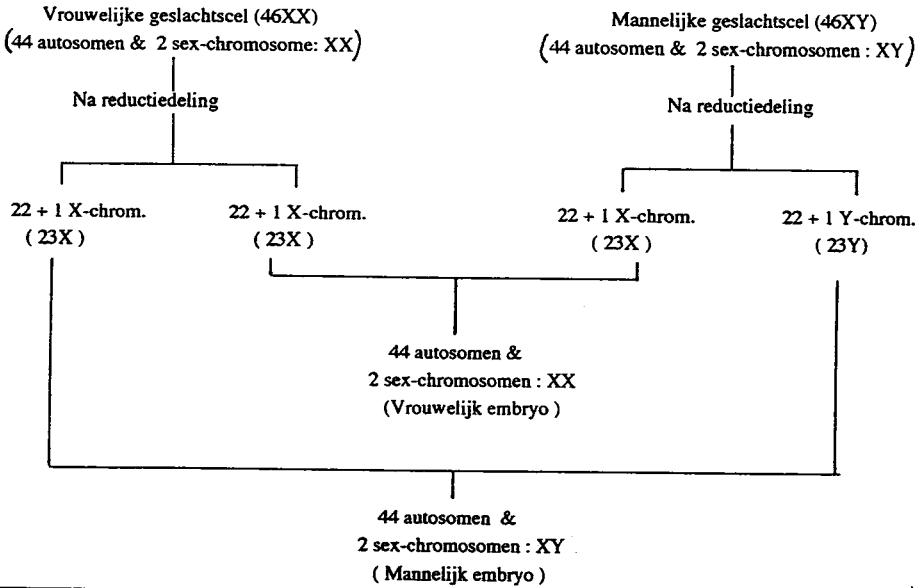 Vrouwelijke geslachtscel (46XX)
(44 autosomen & 2 sex-chromosome: XX)
Na reductiedeling
22 + 1 X-chrom.
( 23X )
22 + 1 X-chrom.
( 23X )
Mannelijke geslachtscel (46XY)
(44 autosomen & 2 sex-chromosomen : XY)
Na reductiedeling
22 + 1 X-chrom.
( 23X )
22 + 1 Y-chrom.
( 23Y)
44 autosomen &
2 sex-chromosomen : XX
(Vrouwelijk embryo )
44 autosomen &
2 sex-chromosomen : XY
( Mannelijk embryo )